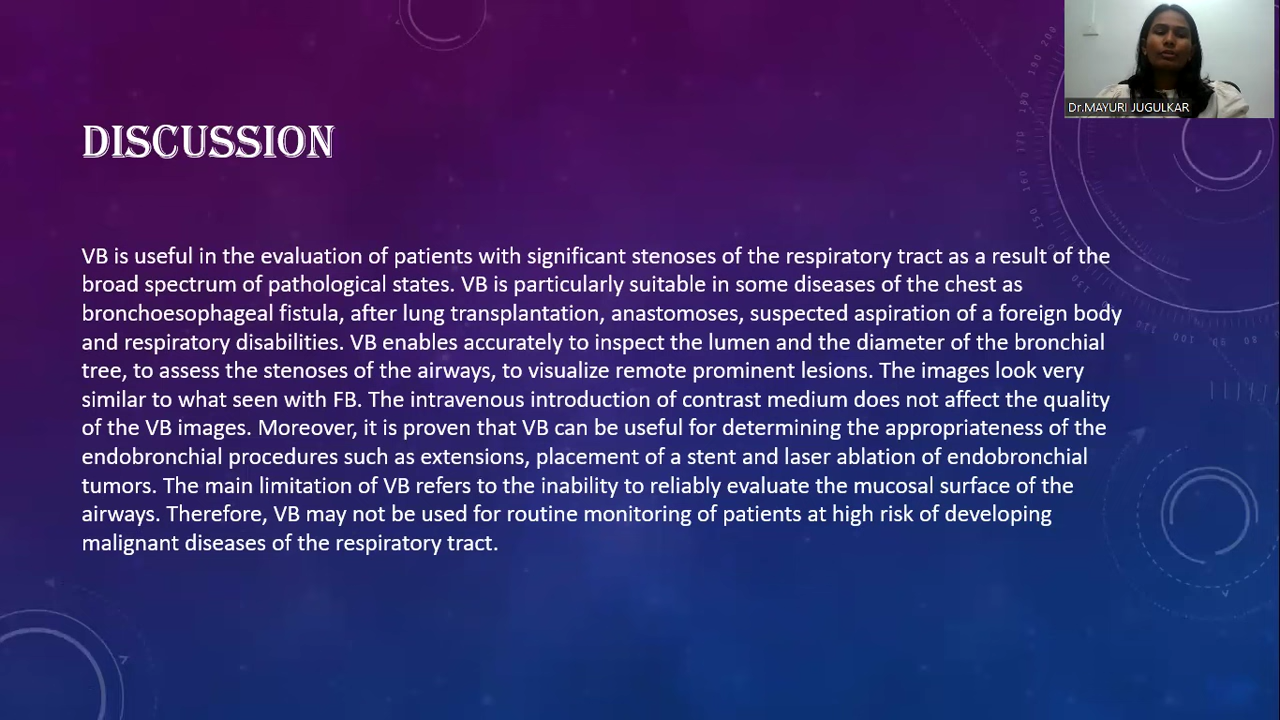 Dr.MAYURI JUGULKAR
DISCUSSION
VB is useful in the evaluation of patients with significant stenoses of the respiratory tract as a result of the
broad spectrum of pathological states. VB is particularly suitable in some diseases of the chest as
bronchoesophageal fistula, after lung transplantation, anastomoses, suspected aspiration of a foreign body
and respiratory disabilities. VB enables accurately to inspect the lumen and the diameter of the bronchial
tree, to assess the stenoses of the airways, to visualize remote prominent lesions. The images look very
similar to what seen with FB. The intravenous introduction of contrast medium does not affect the quality
of the VB images. Moreover, it is proven that VB can be useful for determining the appropriateness of the
endobronchial procedures such as extensions, placement of a stent and laser ablation of endobronchial
tumors. The main limitation of VB refers to the inability to reliably evaluate the mucosal surface of the
airways. Therefore, VB may not be used for routine monitoring of patients at high risk of developing
malignant diseases of the respiratory tract.